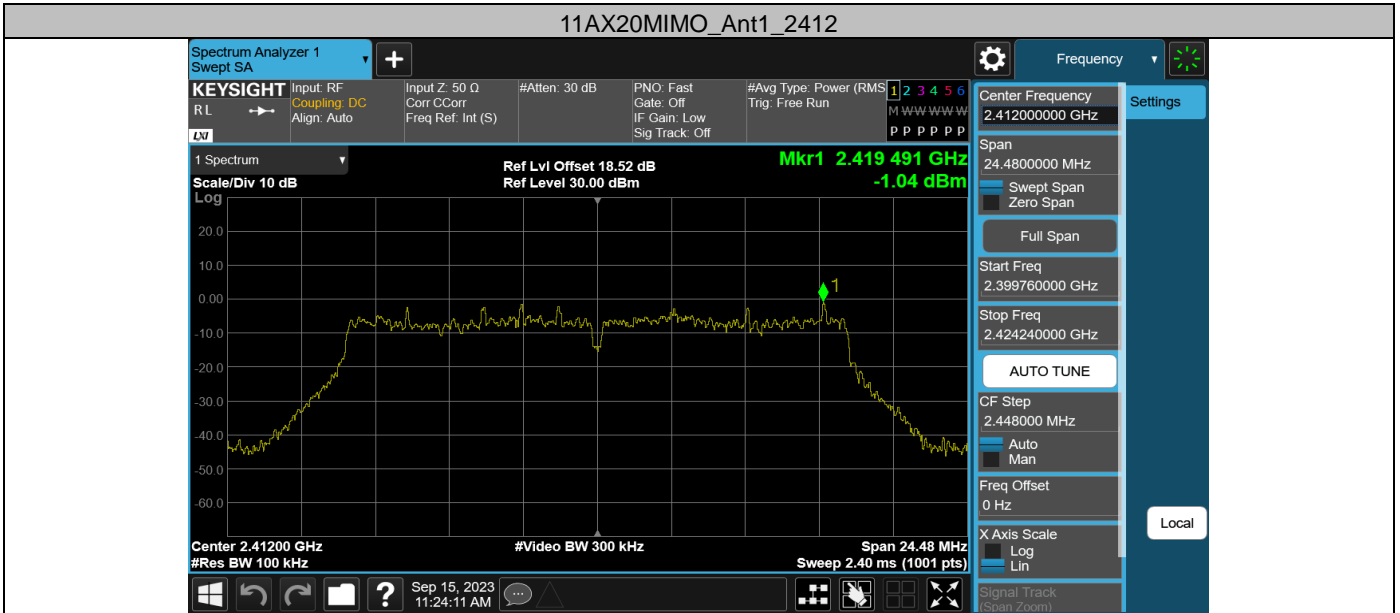 11AX20MIMO_Ant1_2412
Spectrum Analyzer 1
Swept SA
+
Frequency
KEYSIGHT
RL
LXI
Input: RF
Coupling: DC
Align: Auto
Input Z: 50 Ω
Corr CCorr
Freq Ref: Int (S)
#Atten: 30 dB
PNO: Fast
Gate: Off
IF Gain: Low
Sig Track: Off
#Avg Type: Power (RMS
Trig: Free Run
1 2 3 4 5 6
M W W W W W
P P P P P P
1 Spectrum
Scale/Div 10 dB
Ref Lvl Offset 18.52 dB
Ref Level 30.00 dBm
Mkr1 2.419 491 GHz
-1.04 dBm
Log
20.0
10.0
0.00
-10.0
-20.0
-30.0
-40.0
-50.0
-60.0
1
Center 2.41200 GHz
#Res BW 100 kHz
#Video BW 300 kHz
Span 24.48 MHz
Sweep 2.40 ms (1001 pts)
Center Frequency
2.412000000 GHz
Settings
Span
24.4800000 MHz
Swept Span
Zero Span
Full Span
Start Freq
2.399760000 GHz
Stop Freq
2.424240000 GHz
AUTO TUNE
CF Step
2.448000 MHz
Auto
Man
Freq Offset
0 Hz
X Axis Scale
Log
Lin
Local
Signal Track
(Span Zoom)
?
Sep 15, 2023
11:24:11 AM